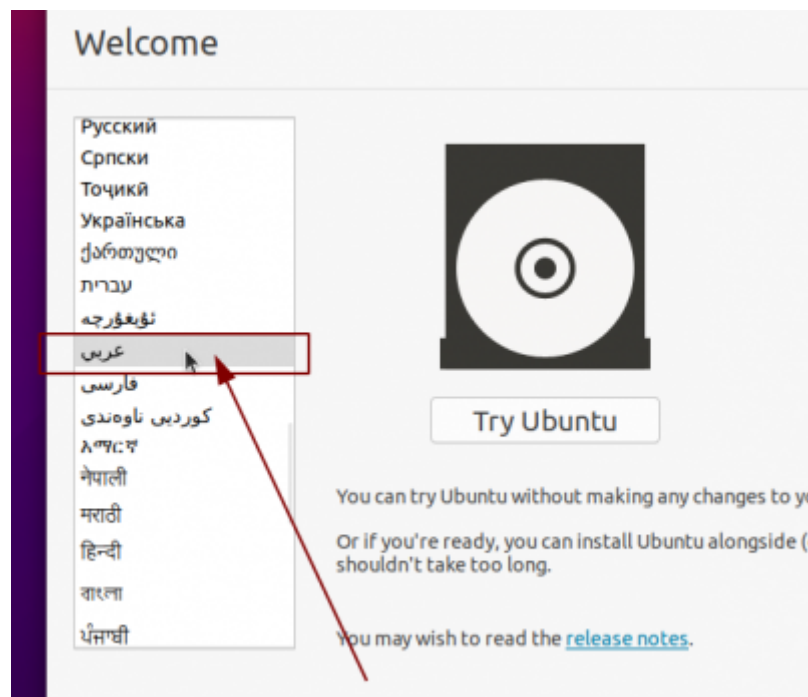 Welcome
Русский
Српски
Тоҷикӣ
Українська
ქართული
עברית
ئۇيغۇرچە
عربي
فارسی
کوردیی ناوەندی
አማርኛ
नेपाली
मराठी
हिन्दी
বাংলা
ਪੰਜਾਬੀ
Try Ubuntu
You can try Ubuntu without making any changes to
Or if you're ready, you can install Ubuntu alongside (
shouldn't take too long.
You may wish to read the release notes.